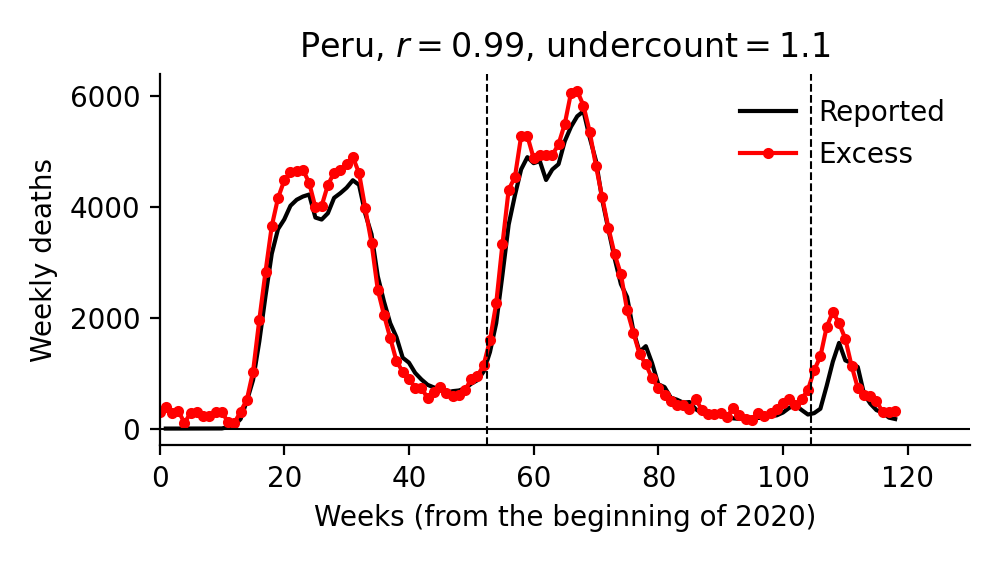 Peru, r = 0.99, undercount = 1.1
6000
4000
2000
0
Weekly deaths
Reported
Excess
0 20 40 60 80 100 120
Weeks (from the beginning of 2020)